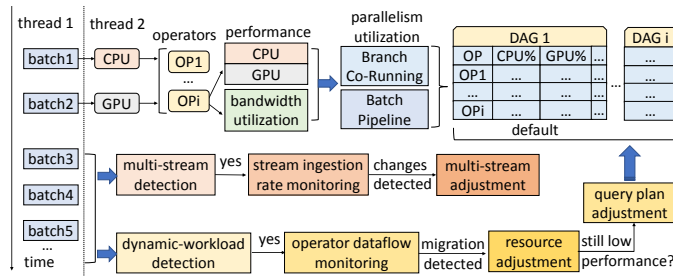 thread 1
thread 2
operators
performance
parallelism
utilization
batch1
CPU
OP1
...
OPi
CPU
GPU
bandwidth
utilization
Branch
Co-Running
Batch
Pipeline
batch2
GPU
DAG 1
OP CPU% GPU% ...
OP1 ... ... ...
... ... ... ...
OPi ... ... ...
default
...
DAG i
...
...
...
...
batch3
batch4
batch5
...
time
multi-stream
detection
yes
stream ingestion
rate monitoring
changes
detected
multi-stream
adjustment
dynamic-workload
detection
yes
operator dataflow
monitoring
migration
detected
resource
adjustment
still low
performance?
query plan
adjustment